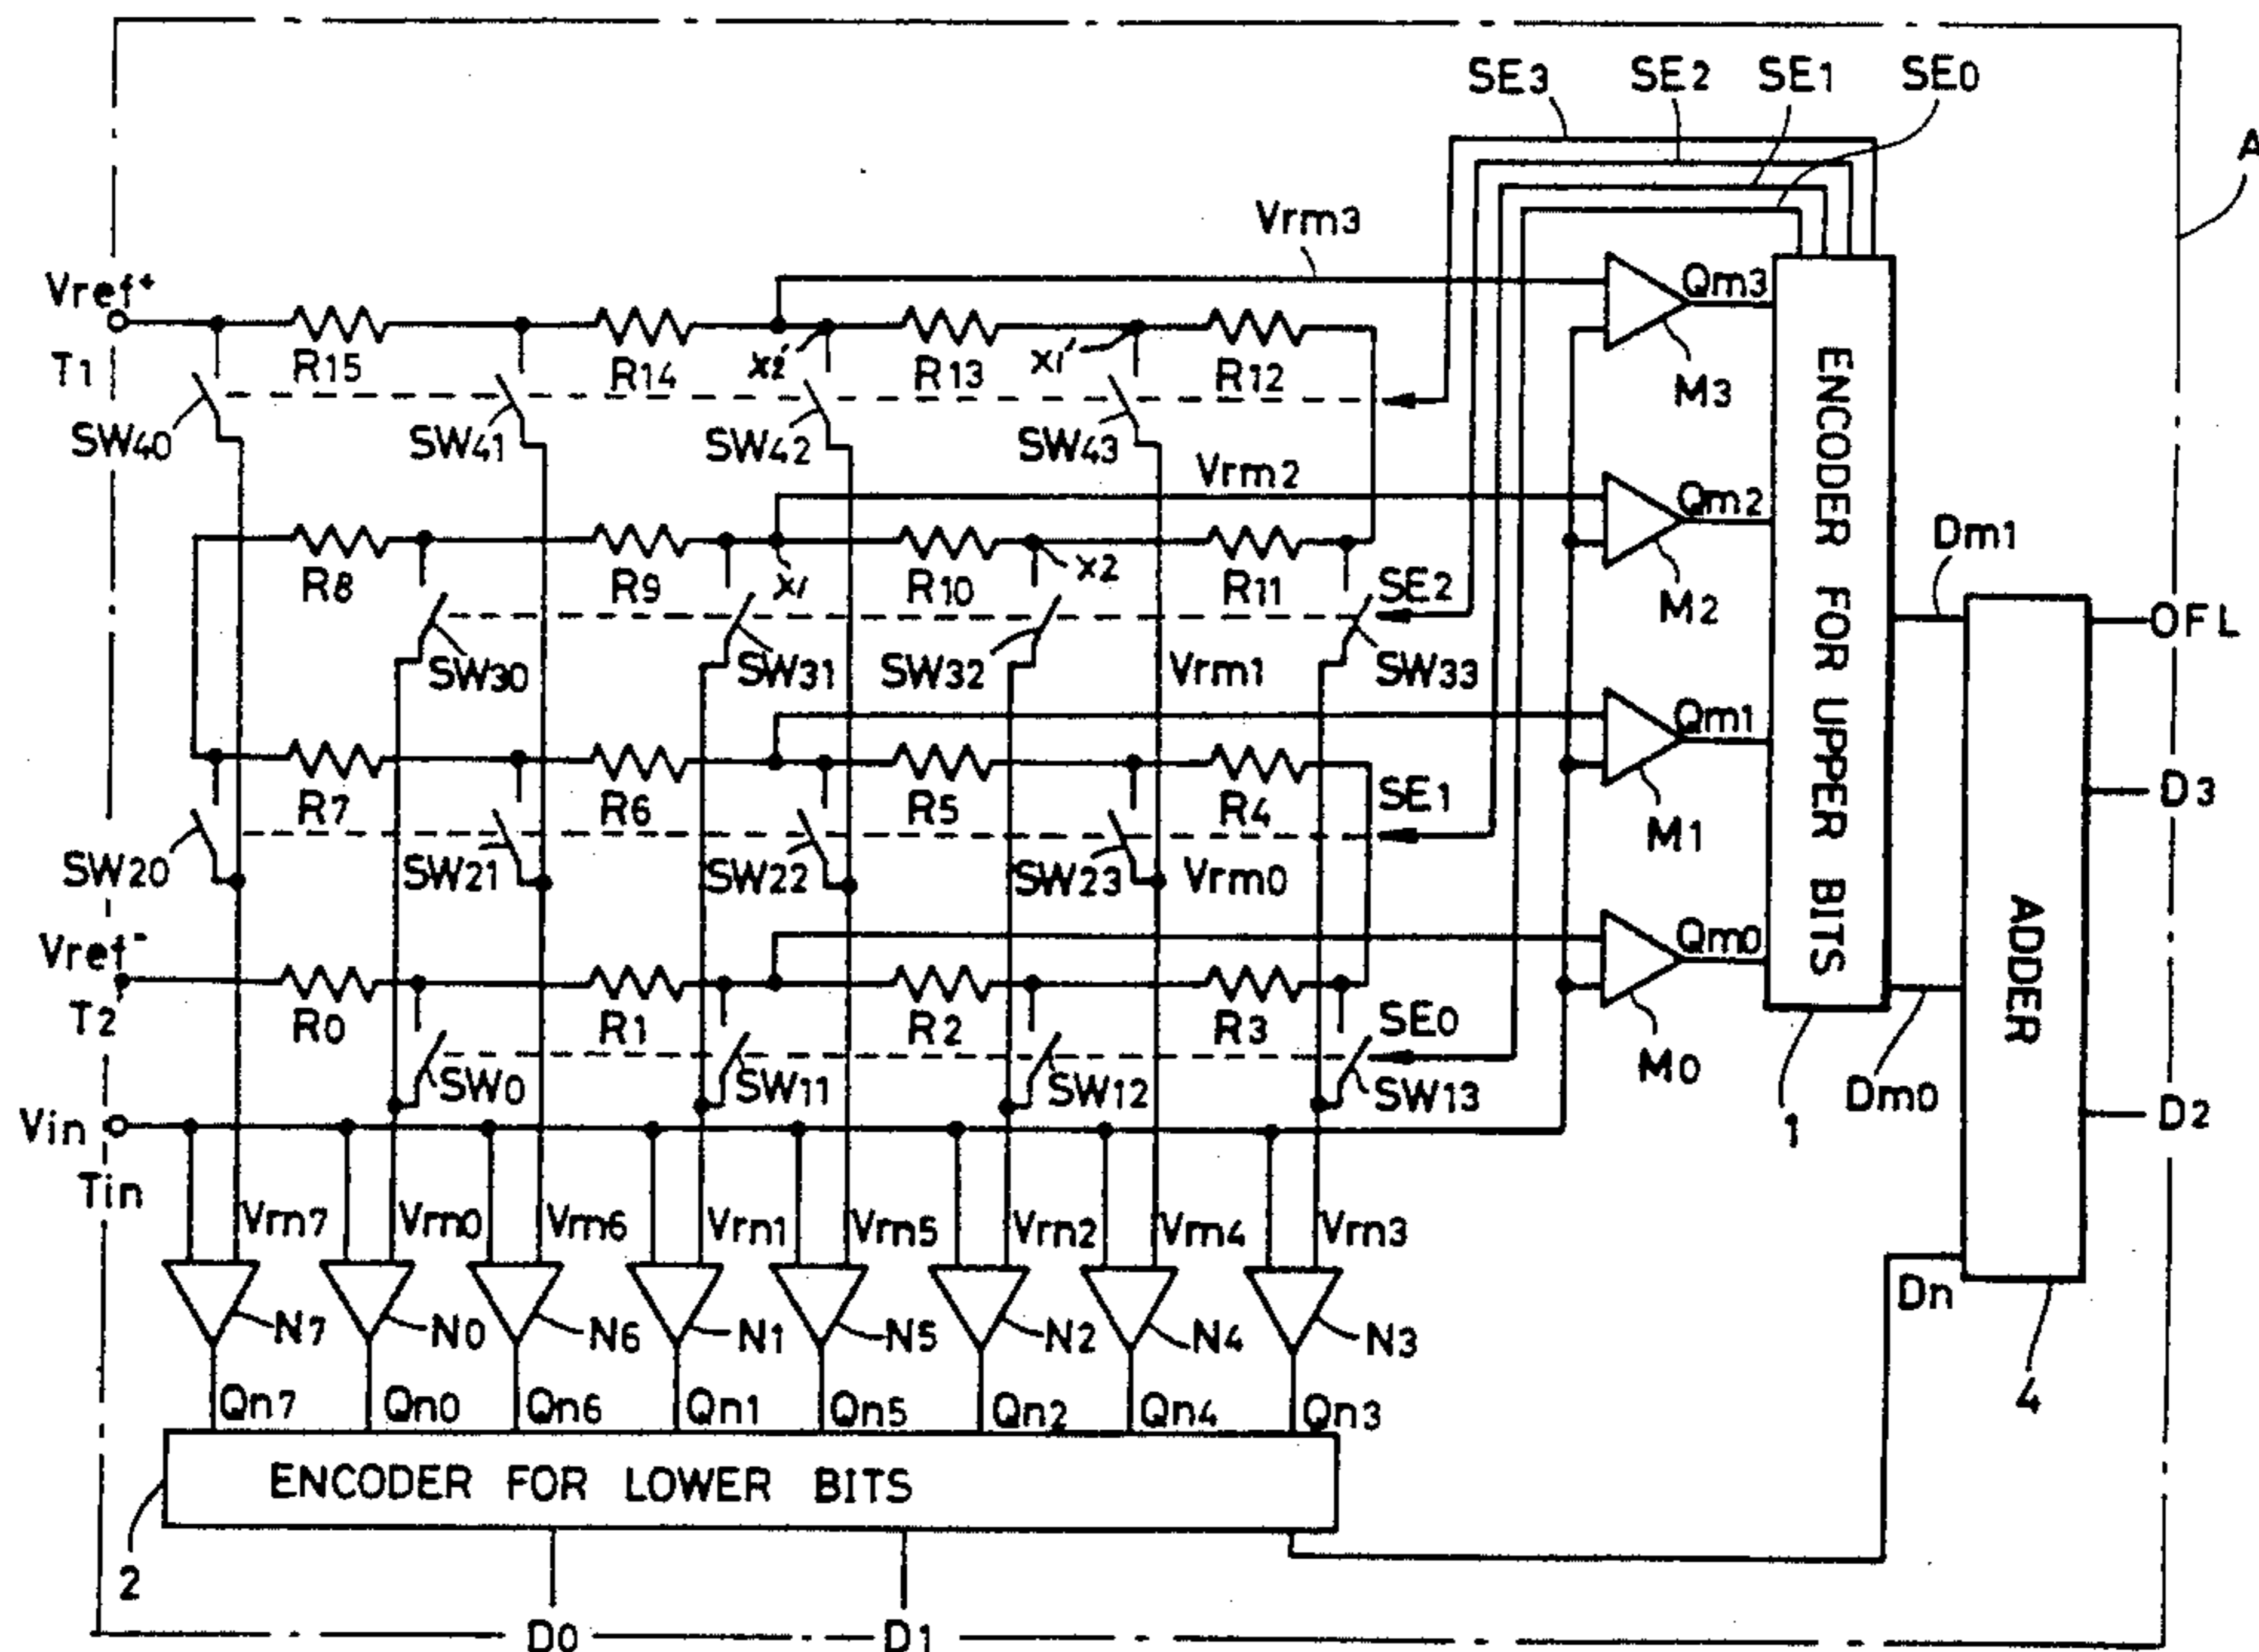 SE3 SE2 SE1 SE0
A
Vrm3
Vref+
Qm3
T1
R15 R14 x2' R13 x1' R12
M3
SW40 SW41 SW42 SW43
Vrm2
Qm2
R8 R9 x1 R10 x2 R11 SE2
M2
Dm1
OFL
SW30 SW31 SW32 Vrm1 SW33
Qm1
R7 R6 R5 R4 SE1
M1
D3
SW20 SW21 SW22 SW23 Vrm0
ENCODER FOR UPPER BITS
ADDER
Vref-
Qm0
T2
R0 R1 R2 R3 SE0
M0
SW0 SW11 SW12 SW13
Dm0
1
D2
Vin
Tin
Vrn7 Vrn0 Vrn6 Vrn1 Vrn5 Vrn2 Vrn4 Vrn3
Dn
N7 N0 N6 N1 N5 N2 N4 N3
4
Qn7 Qn0 Qn6 Qn1 Qn5 Qn2 Qn4 Qn3
ENCODER FOR LOWER BITS
2
D0 D1